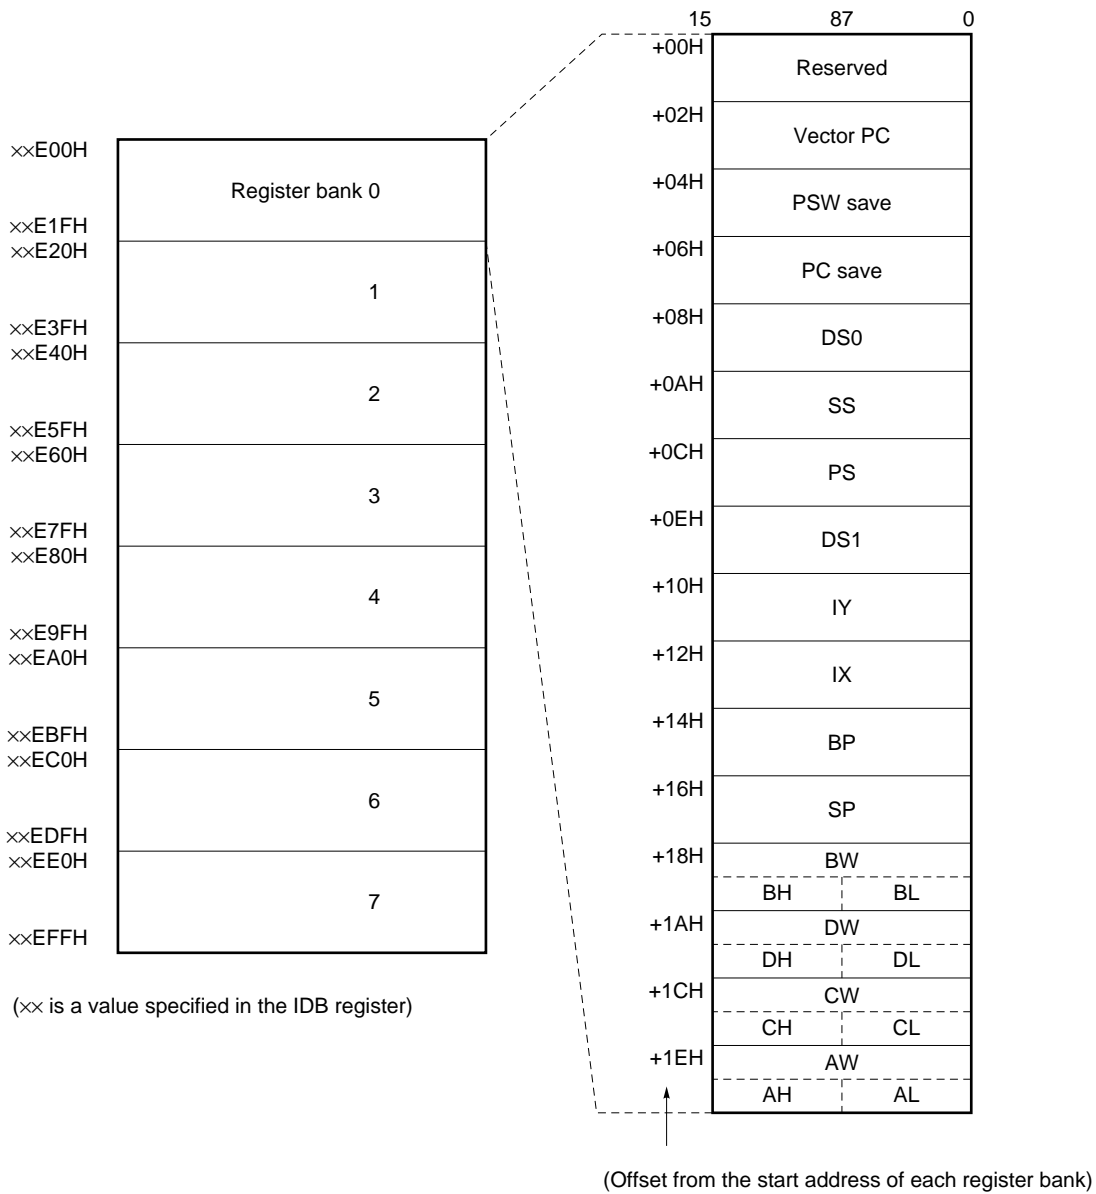 ××E00H
Register bank 0
××E1FH
××E20H
1
××E3FH
××E40H
2
××E5FH
××E60H
3
××E7FH
××E80H
4
××E9FH
××EA0H
5
××EBFH
××EC0H
6
××EDFH
××EE0H
7
××EFFH
(×× is a value specified in the IDB register)
15 87 0
+00H
Reserved
+02H
Vector PC
+04H
PSW save
+06H
PC save
+08H
DS0
+0AH
SS
+0CH
PS
+0EH
DS1
+10H
IY
+12H
IX
+14H
BP
+16H
SP
+18H
BW
BH BL
+1AH
DW
DH DL
+1CH
CW
CH CL
+1EH
AW
AH AL
(Offset from the start address of each register bank)